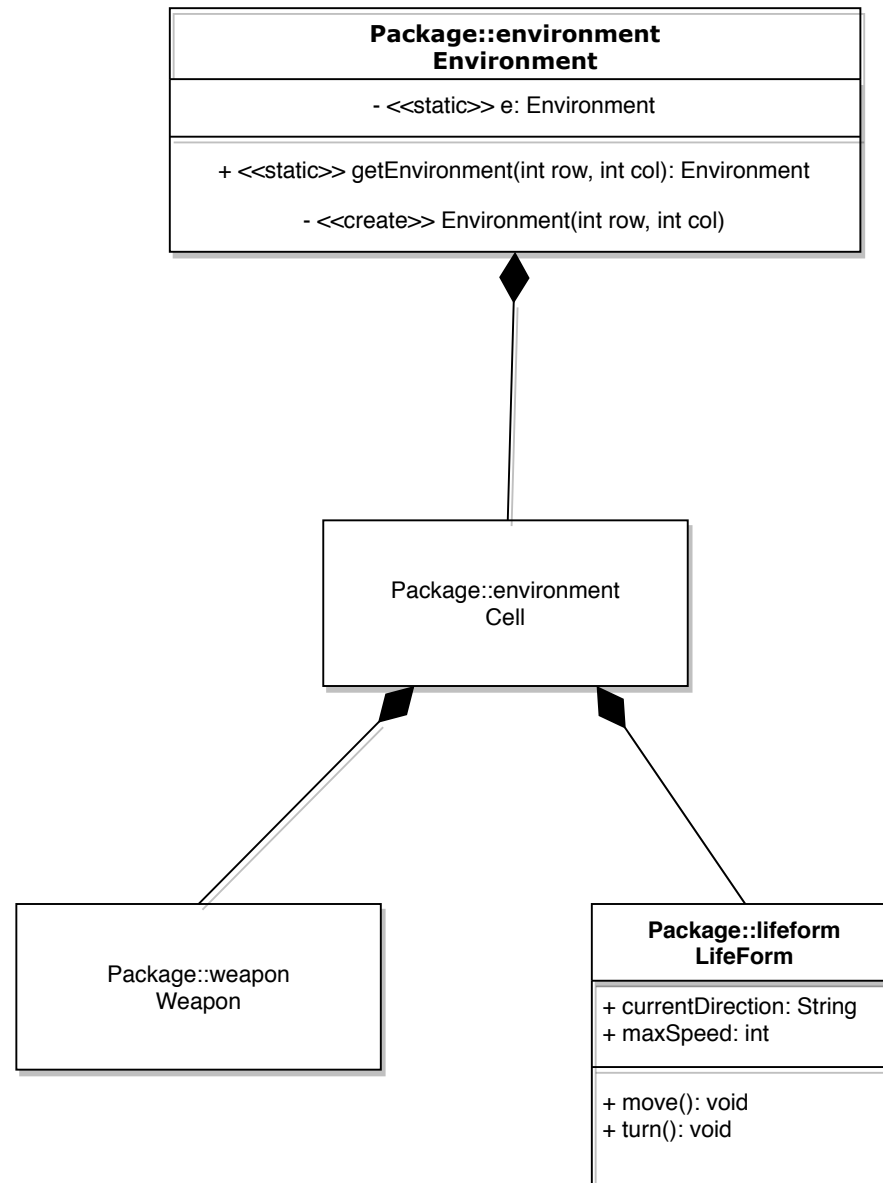 Package::environment
Environment
- <<static>> e: Environment
+ <<static>> getEnvironment(int row, int col): Environment
- <<create>> Environment(int row, int col)
Package::environment
Cell
Package::weapon
Weapon
Package::lifeform
LifeForm
+ currentDirection: String
+ maxSpeed: int
+ move(): void
+ turn(): void